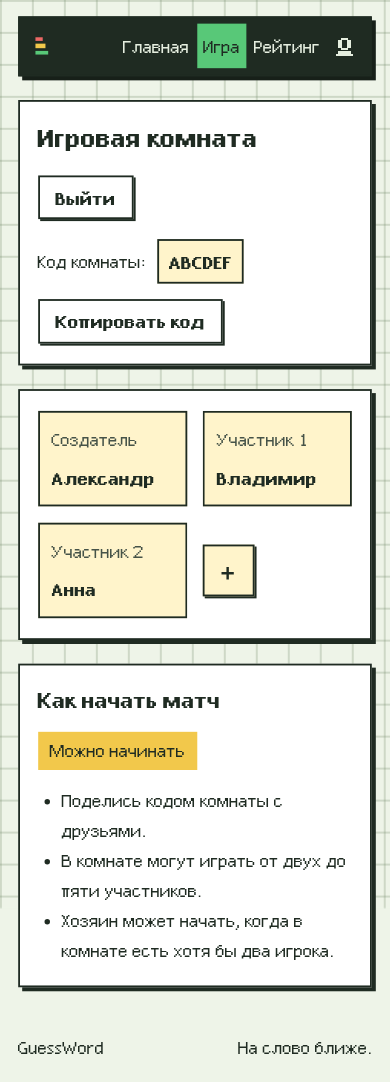 Главная Игра Рейтинг
Игровая комната
Выйти
Код комнаты: ABCDEF
Копировать код
Создатель
Александр
Участник 1
Владимир
Участник 2
Анна
+
Как начать матч
Можно начинать
• Поделись кодом комнаты с
друзьями.
• В комнате могут играть от двух до
пяти участников.
• Хозяин может начать, когда в
комнате есть хотя бы два игрока.
GuessWord На слово ближе.